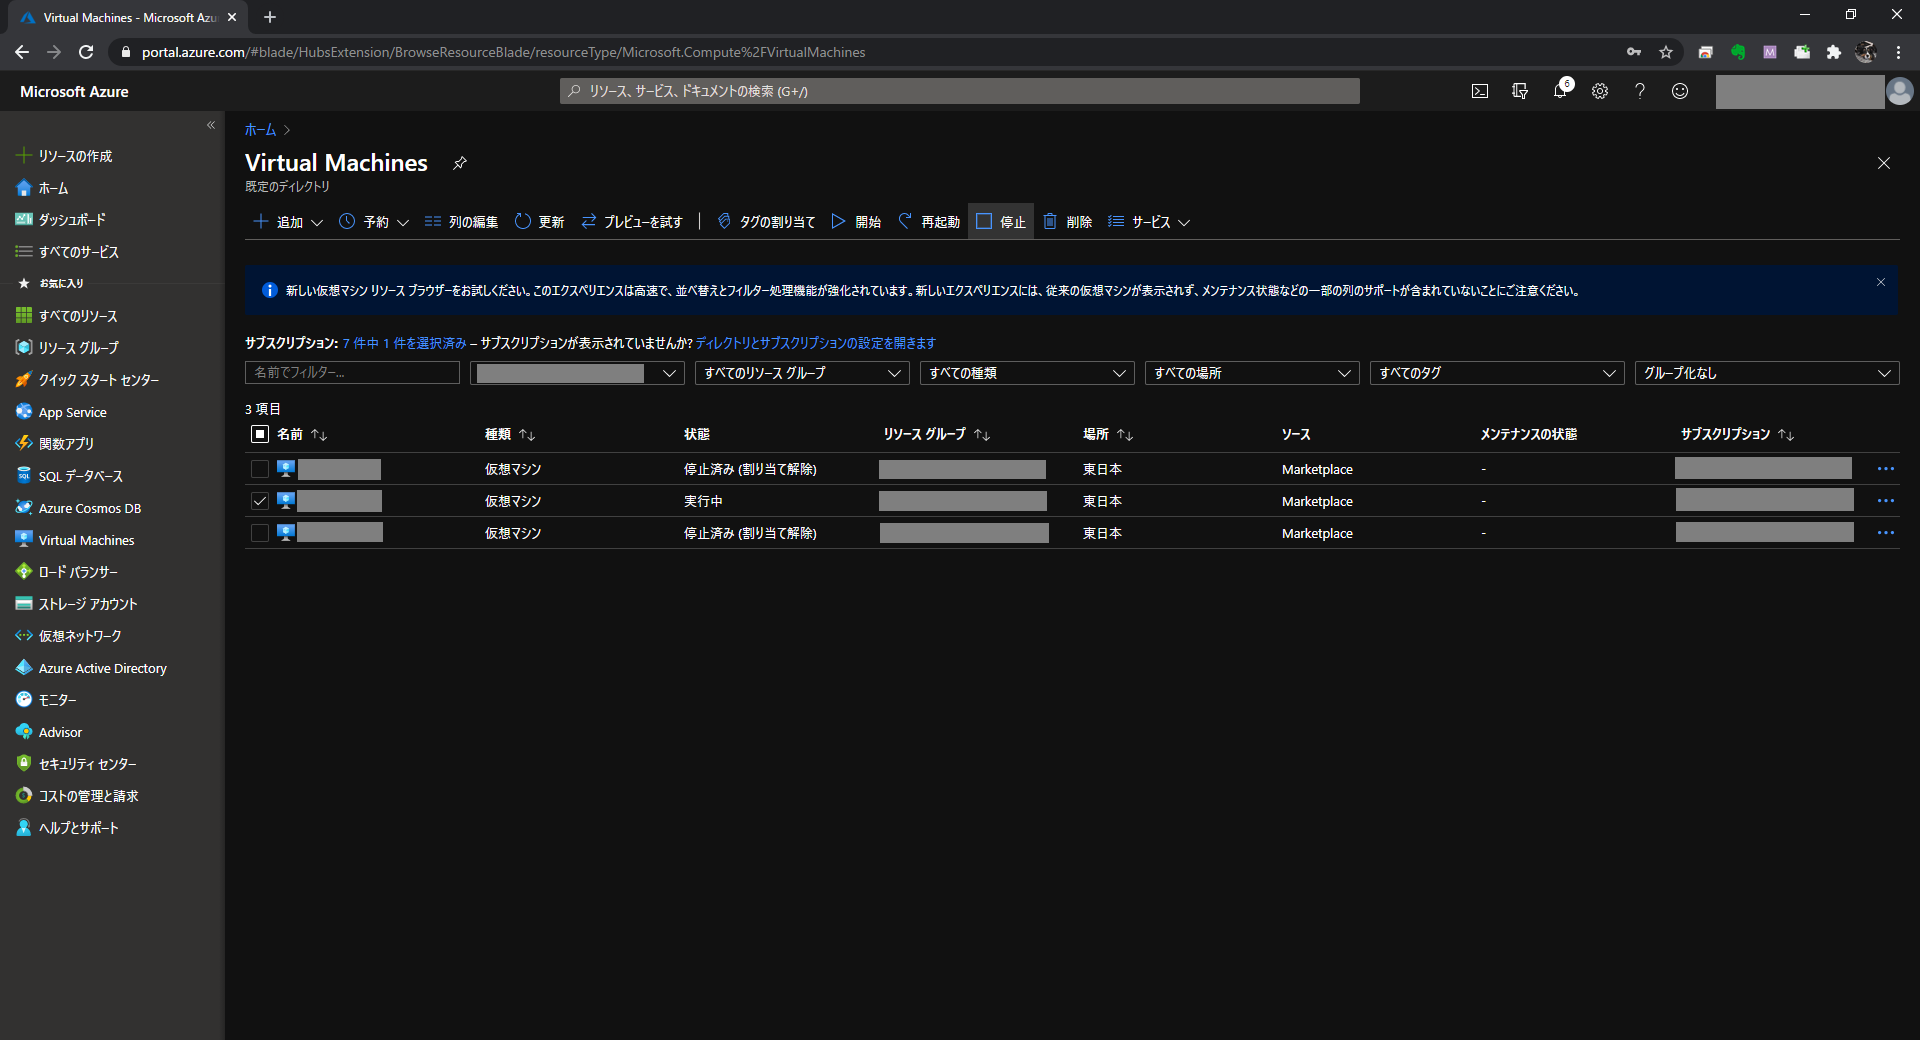 Virtual Machines - Microsoft Azu
portal.azure.com/#blade/HubsExtension/BrowseResourceBlade/resourceType/Microsoft.Compute%2FVirtualMachines
Microsoft Azure
リソース、サービス、ドキュメントの検索 (G+/)
6
リソースの作成
ホーム
ダッシュボード
すべてのサービス
お気に入り
すべてのリソース
リソース グループ
クイック スタート センター
App Service
関数アプリ
SQL データベース
Azure Cosmos DB
Virtual Machines
ロード バランサー
ストレージ アカウント
仮想ネットワーク
Azure Active Directory
モニター
Advisor
セキュリティ センター
コストの管理と請求
ヘルプとサポート
ホーム
Virtual Machines
既定のディレクトリ
追加 予約 列の編集 更新 プレビューを試す タグの割り当て 開始 再起動 停止 削除 サービス
新しい仮想マシン リソース ブラウザーをお試しください。このエクスペリエンスは高速で、並べ替えとフィルター処理機能が強化されています。新しいエクスペリエンスには、従来の仮想マシンが表示されず、メンテナンス状態などの一部の列のサポートが含まれていないことにご注意ください。
サブスクリプション: 7 件中 1 件を選択済み – サブスクリプションが表示されていませんか? ディレクトリとサブスクリプションの設定を開きます
名前でフィルター... すべてのリソース グループ すべての種類 すべての場所 すべてのタグ グループ化なし
3 項目
名前 種類 状態 リソース グループ 場所 ソース メンテナンスの状態 サブスクリプション
仮想マシン 停止済み (割り当て解除) 東日本 Marketplace -
仮想マシン 実行中 東日本 Marketplace -
仮想マシン 停止済み (割り当て解除) 東日本 Marketplace -